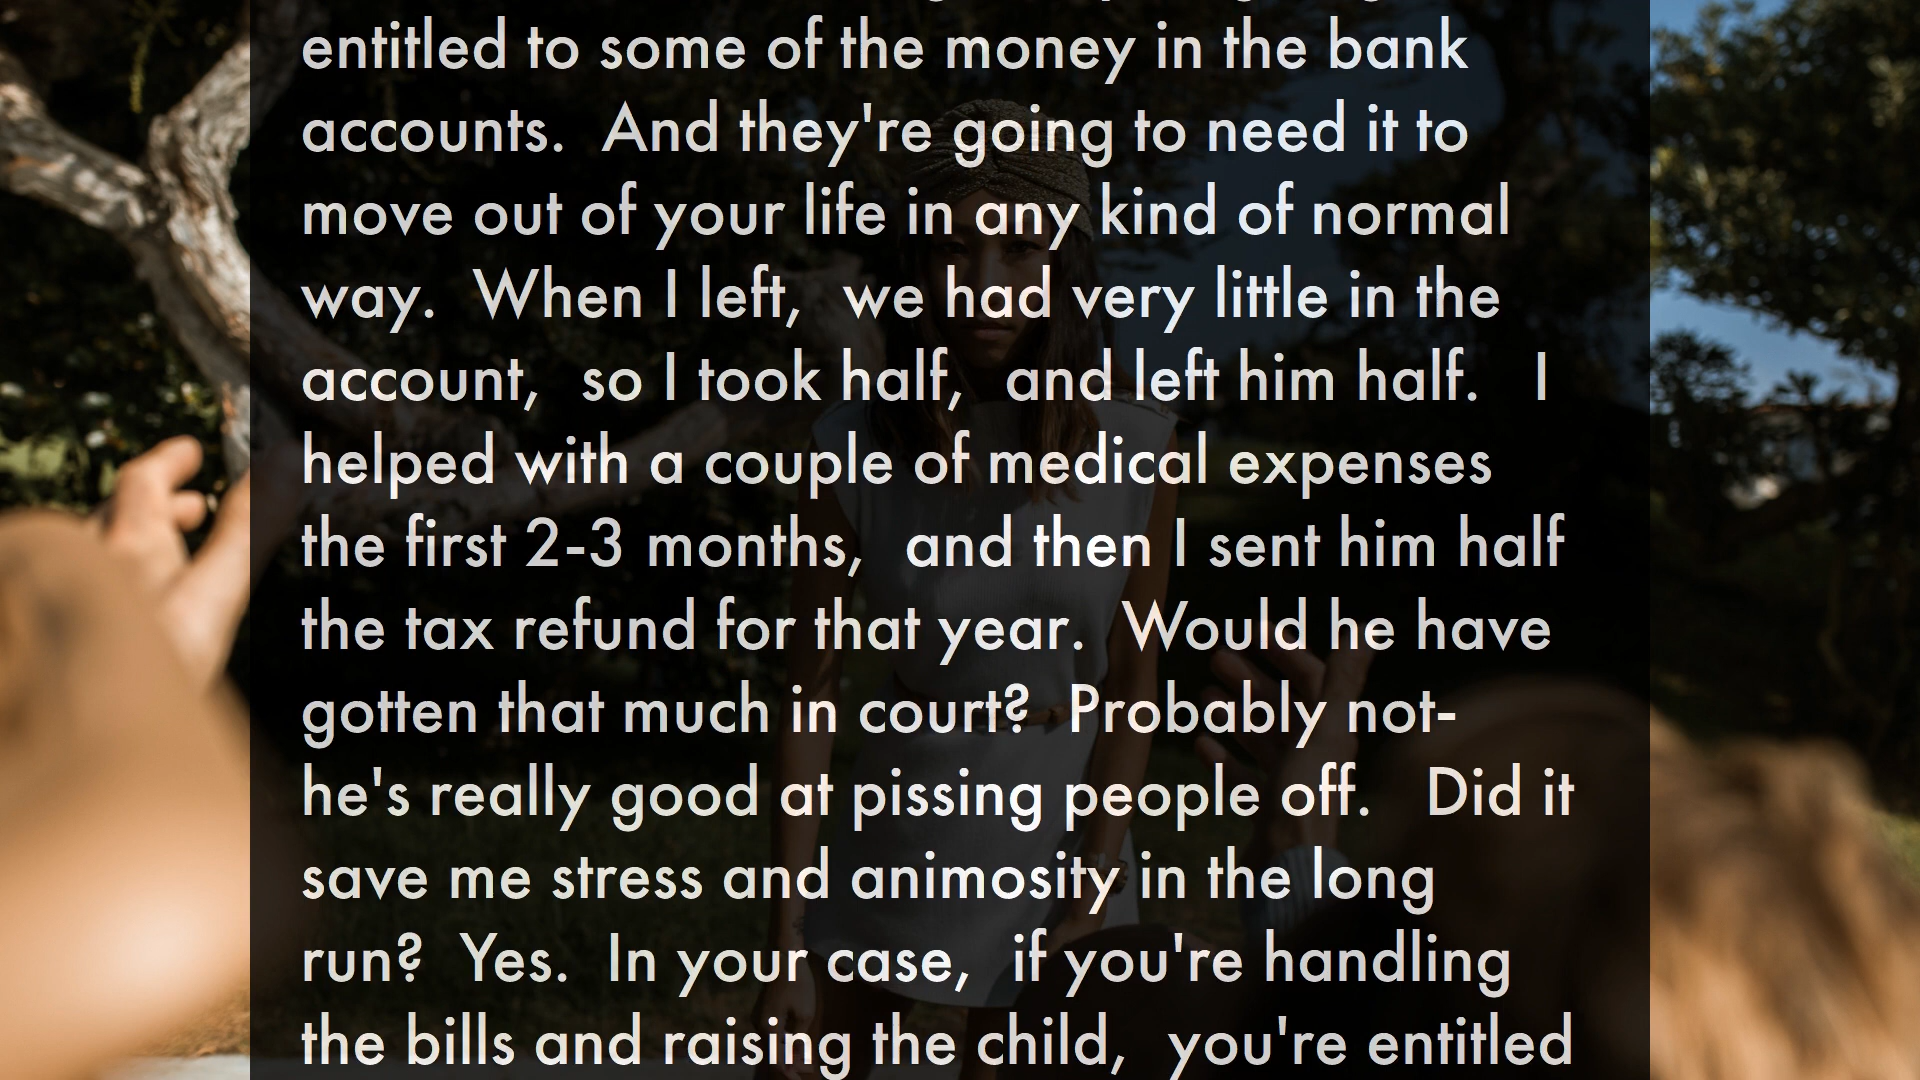 entitled to some of the money in the bank
accounts.  And they're going to need it to
move out of your life in any kind of normal
way.  When I left,  we had very little in the
account,  so I took half,  and left him half.   I
helped with a couple of medical expenses
the first 2-3 months,  and then I sent him half
the tax refund for that year.  Would he have
gotten that much in court?  Probably not-
he's really good at pissing people off.   Did it
save me stress and animosity in the long
run?  Yes.  In your case,  if you're handling
the bills and raising the child,  you're entitled